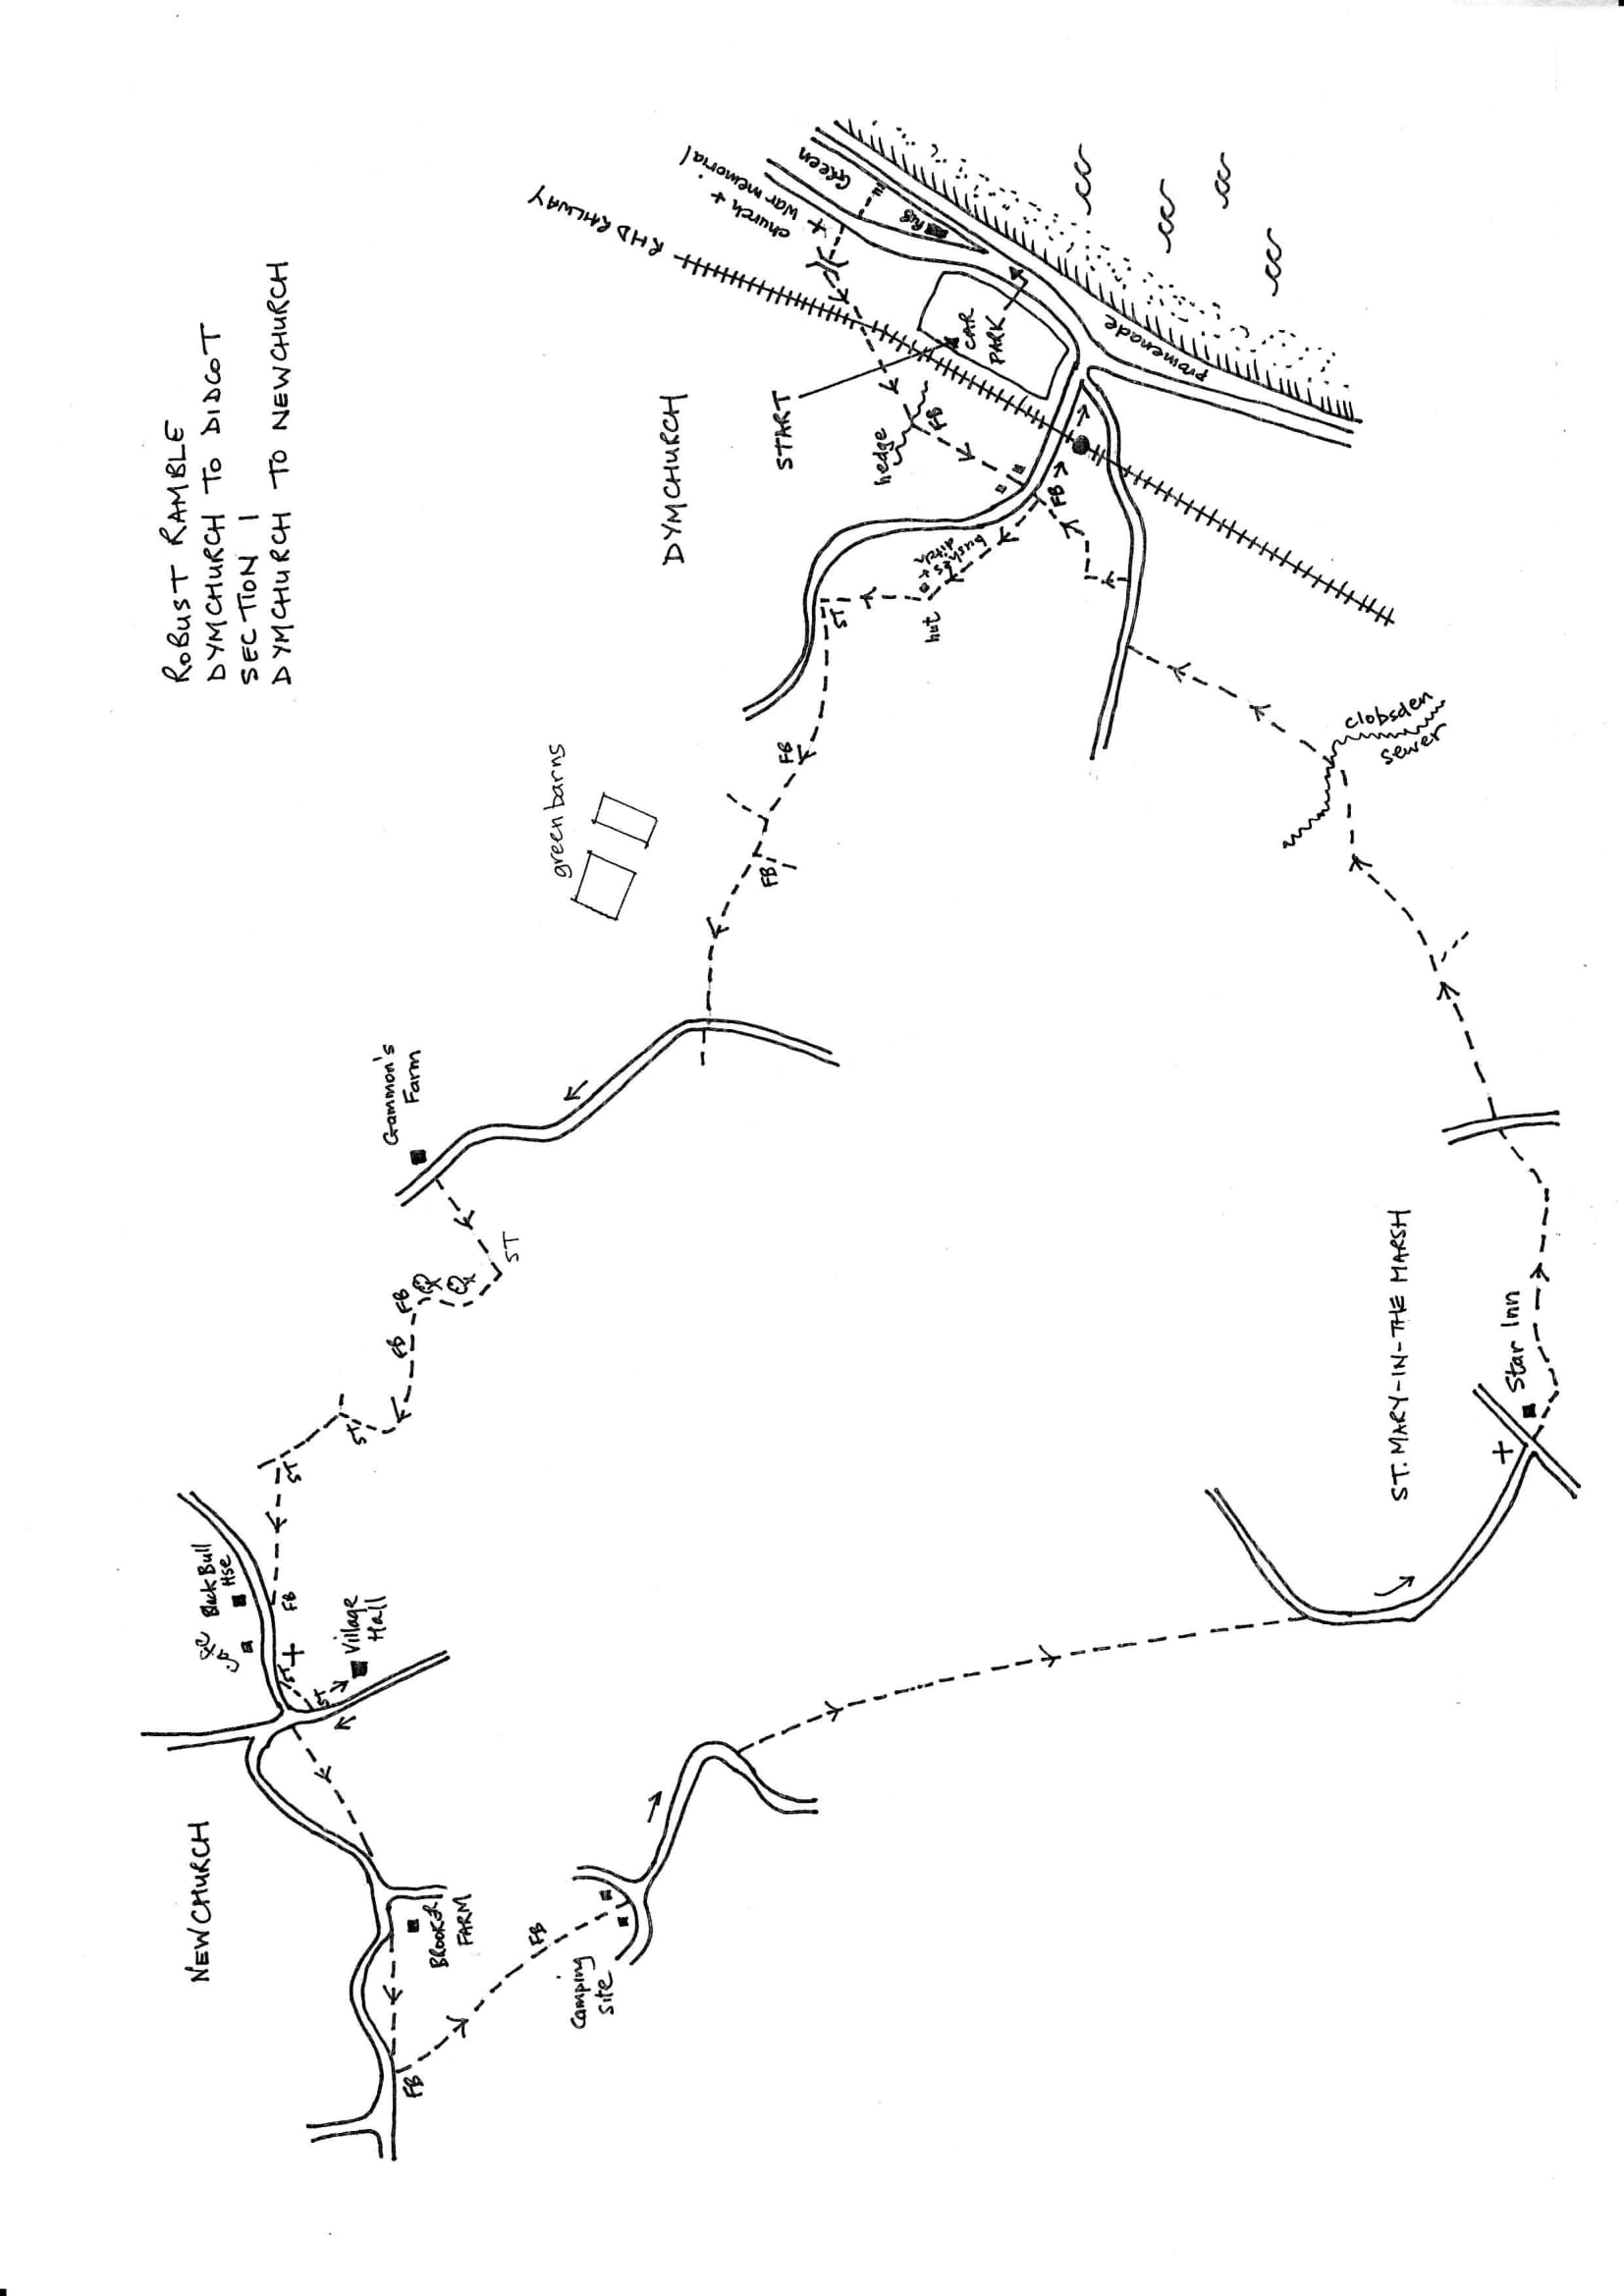 ROBUST RAMBLE
DYMCHURCH TO DIDCOT
SECTION 1
DYMCHURCH TO NEWCHURCH
NEWCHURCH
cafe
Black Bull
Hse
ST
FB
ST
ST
Village
Hall
ST
FB
FB
Gammon's
Farm
ST
FB
BROOKER
FARM
FB
Camping
site
green barns
RHD RAILWAY
DYMCHURCH
church +
war memorial
START
Green
FB
FB
ST
hedge
FB
hut
bushes +
ditch
CAR
PARK
FB
Promenade
clobsden
sewer
ST. MARY-IN-THE MARSH
Star Inn